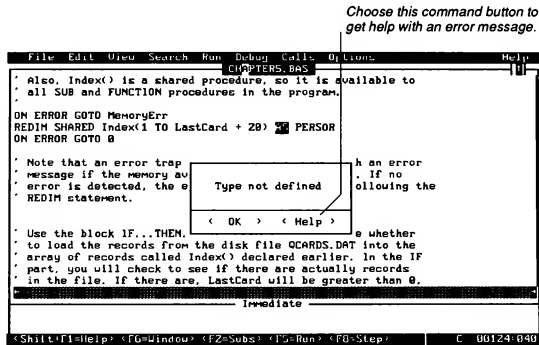 Choose this command button to
get help with an error message.
File Edit View Search Run Debug Calls Options Help
CHAPTER5.BAS
' Also, Index() is a shared procedure, so it is available to
' all SUB and FUNCTION procedures in the program.
'
ON ERROR GOTO MemoryErr
REDIM SHARED Index(1 TO LastCard + 20) AS PERSOR
ON ERROR GOTO 0
' Note that an error trap h an error
' message if the memory av . If no
' error is detected, the e ollowing the
' REDIM statement.
Type not defined
< OK > < Help >
' Use the block IF...THEN. e whether
' to load the records from the disk file QCARDS.DAT into the
' array of records called Index() declared earlier. In the IF
' part, you will check to see if there are actually records
' in the file. If there are, LastCard will be greater than 0,
Immediate
<Shift+F1=Help> <F6=Window> <F2=Subs> <F5=Run> <F8=Step> C 00124:040